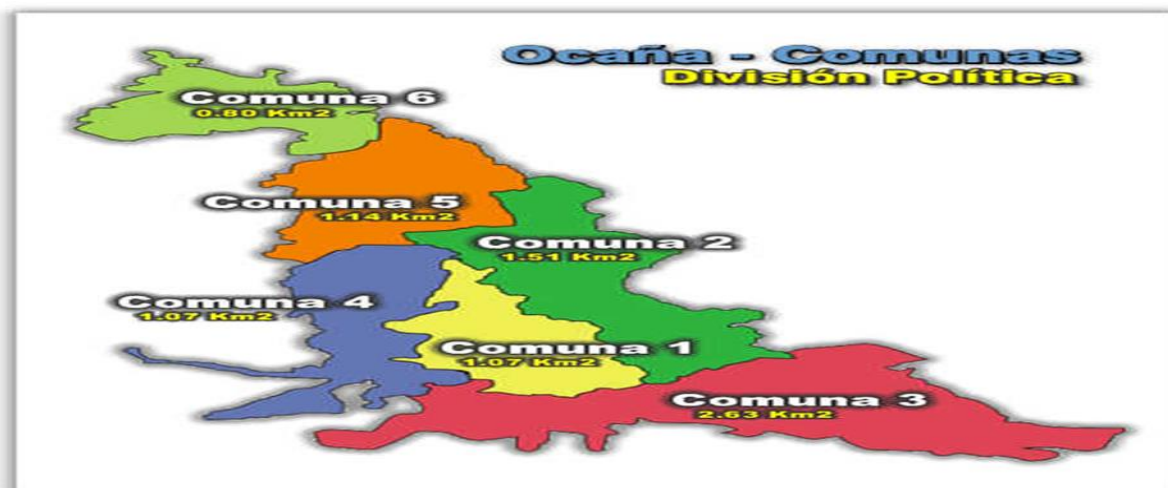 Ocaña - Comunas
División Política
Comuna 6
0.80 Km2
Comuna 5
1.14 Km2
Comuna 2
1.51 Km2
Comuna 4
1.07 Km2
Comuna 1
1.07 Km2
Comuna 3
2.63 Km2